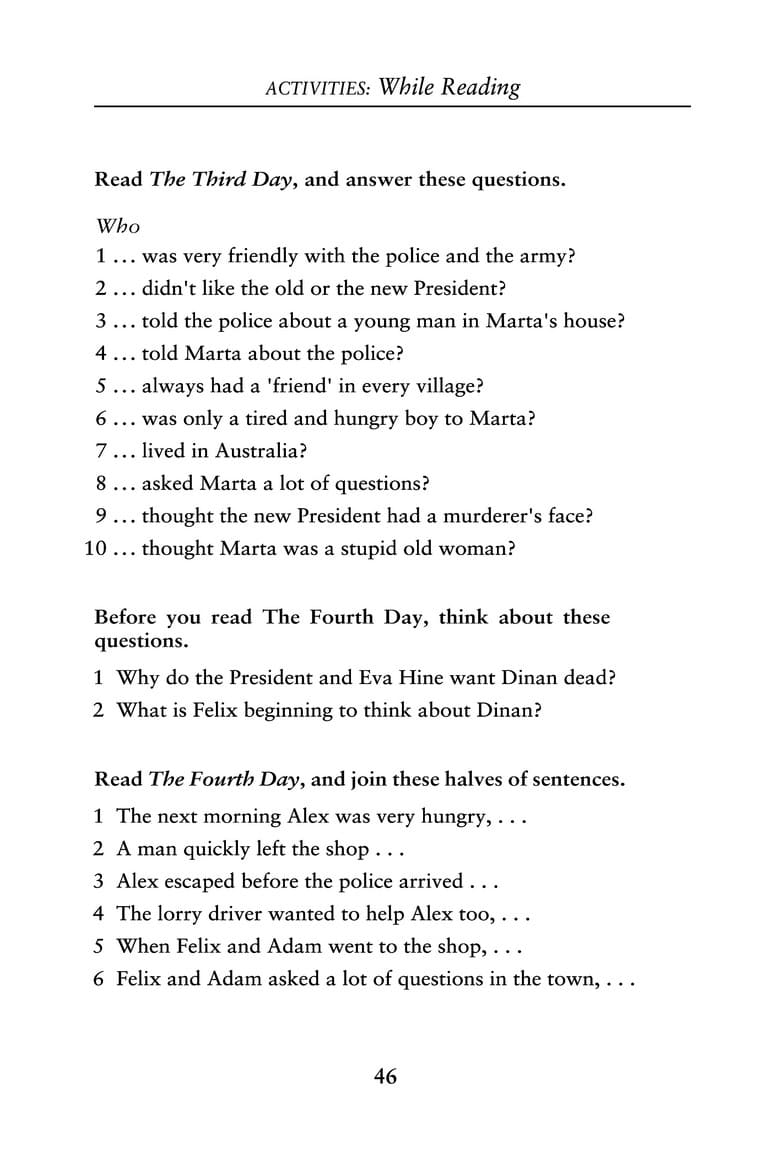 ACTIVITIES: While Reading
Read The Third Day, and answer these questions.
Who
1 ... was very friendly with the police and the army?
2 ... didn't like the old or the new President?
3 ... told the police about a young man in Marta's house?
4 ... told Marta about the police?
5 ... always had a 'friend' in every village?
6 ... was only a tired and hungry boy to Marta?
7 ... lived in Australia?
8 ... asked Marta a lot of questions?
9 ... thought the new President had a murderer's face?
10 ... thought Marta was a stupid old woman?
Before you read The Fourth Day, think about these
questions.
1 Why do the President and Eva Hine want Dinan dead?
2 What is Felix beginning to think about Dinan?
Read The Fourth Day, and join these halves of sentences.
1 The next morning Alex was very hungry, . . .
2 A man quickly left the shop . . .
3 Alex escaped before the police arrived . . .
4 The lorry driver wanted to help Alex too, . . .
5 When Felix and Adam went to the shop, . . .
6 Felix and Adam asked a lot of questions in the town, . . .
46